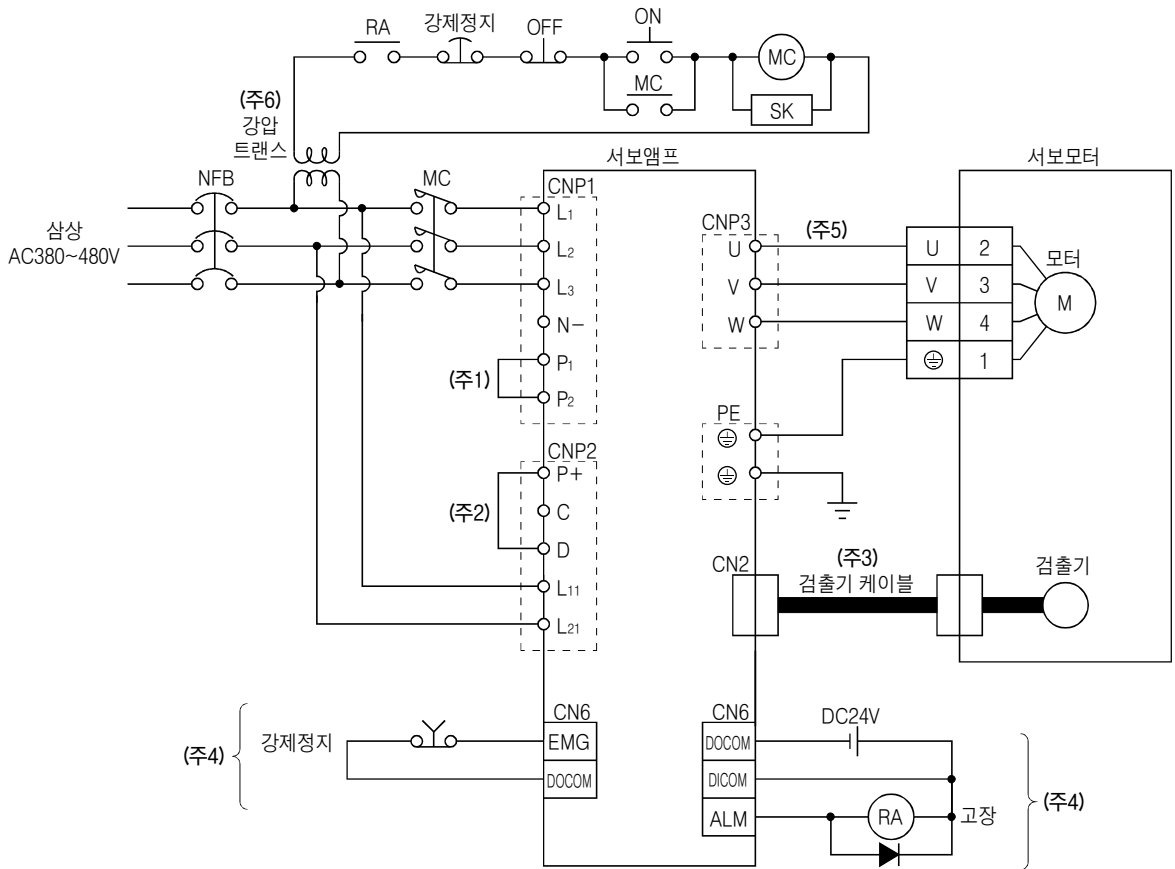 RA
강제정지
OFF
ON
MC
MC
SK
(주6)
강압
트랜스
NFB
MC
삼상
AC380~480V
서보앰프
서보모터
CNP1
L1
L2
L3
N−
P1
P2
(주1)
CNP2
P+
C
D
L11
L21
(주2)
CNP3
U
V
W
(주5)
U 2
V 3
W 4
1
모터
M
PE
CN2
(주3)
검출기 케이블
검출기
(주4)
강제정지
CN6
EMG
DOCOM
CN6
DOCOM
DICOM
ALM
DC24V
RA
고장
(주4)